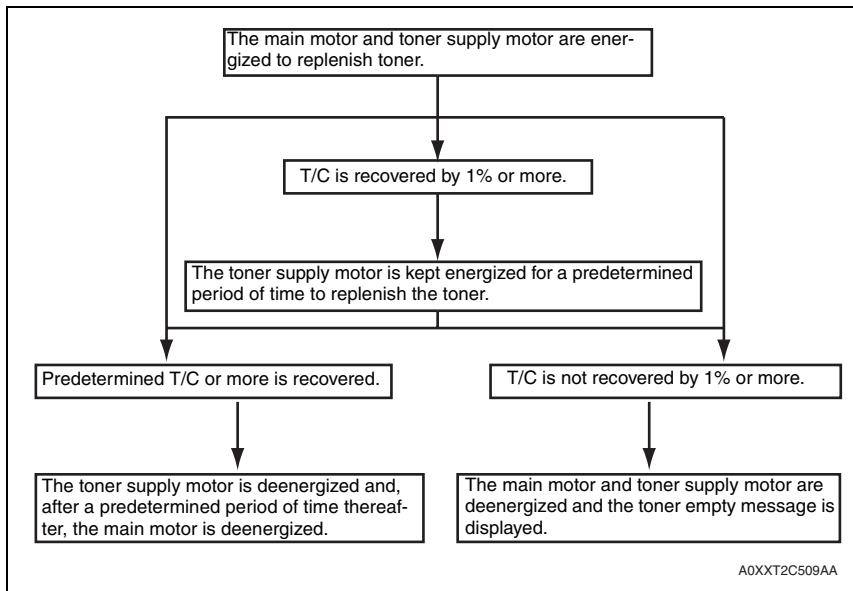 The main motor and toner supply motor are ener-
gized to replenish toner.
T/C is recovered by 1% or more.
The toner supply motor is kept energized for a predetermined
period of time to replenish the toner.
Predetermined T/C or more is recovered.
T/C is not recovered by 1% or more.
The toner supply motor is deenergized and,
after a predetermined period of time thereaf-
ter, the main motor is deenergized.
The main motor and toner supply motor are
deenergized and the toner empty message is
displayed.
A0XXT2C509AA